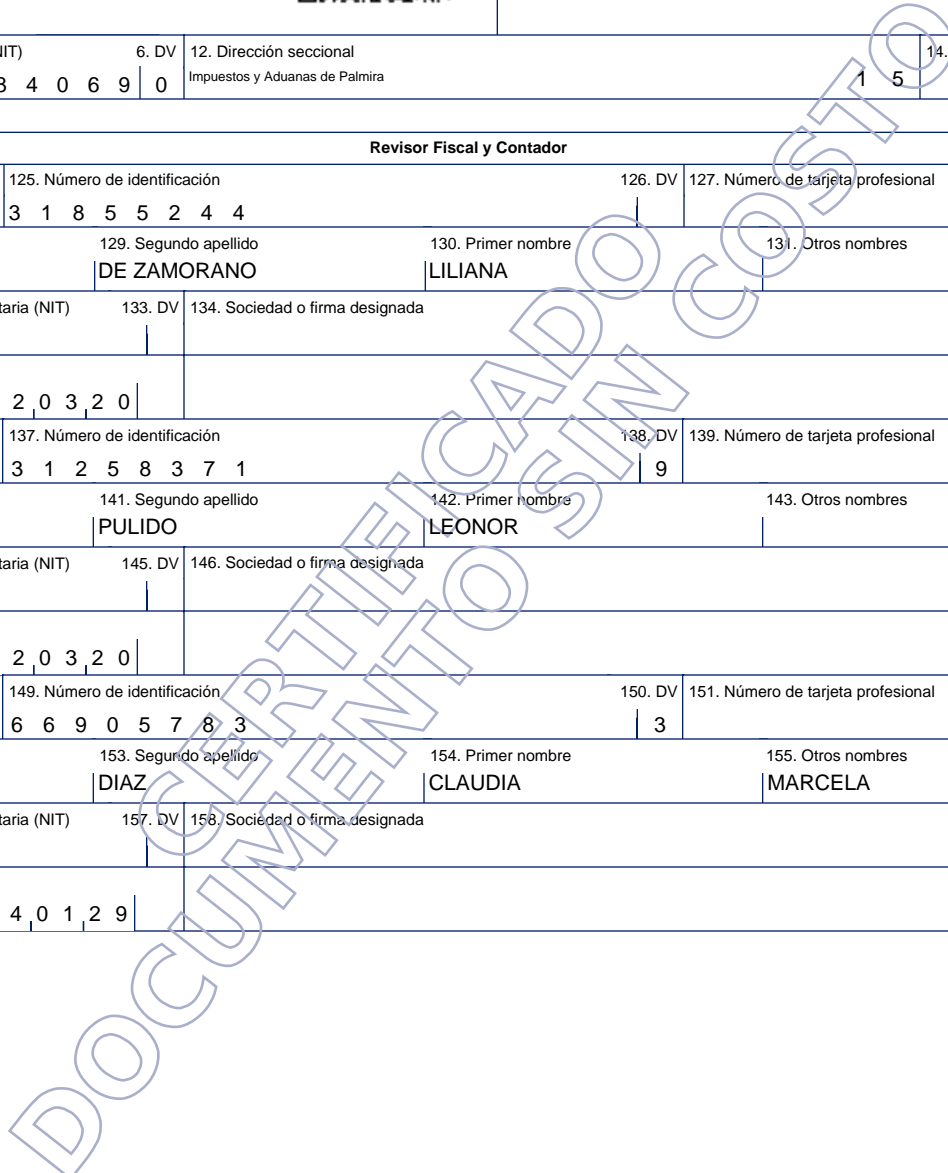 IIT) 6. DV 12. Dirección seccional 14.
3 4 0 6 9 0 Impuestos y Aduanas de Palmira 1 5
Revisor Fiscal y Contador
125. Número de identificación 126. DV 127. Número de tarjeta profesional
3 1 8 5 5 2 4 4
129. Segundo apellido 130. Primer nombre 131. Otros nombres
DE ZAMORANO LILIANA
taria (NIT) 133. DV 134. Sociedad o firma designada
2 0 3 2 0
137. Número de identificación 138. DV 139. Número de tarjeta profesional
3 1 2 5 8 3 7 1 9
141. Segundo apellido 142. Primer nombre 143. Otros nombres
PULIDO LEONOR
taria (NIT) 145. DV 146. Sociedad o firma designada
2 0 3 2 0
149. Número de identificación 150. DV 151. Número de tarjeta profesional
6 6 9 0 5 7 8 3 3
153. Segundo apellido 154. Primer nombre 155. Otros nombres
DIAZ CLAUDIA MARCELA
taria (NIT) 157. DV 158. Sociedad o firma designada
4 0 1 2 9
CERTIFICADO
DOCUMENTO SIN COSTO